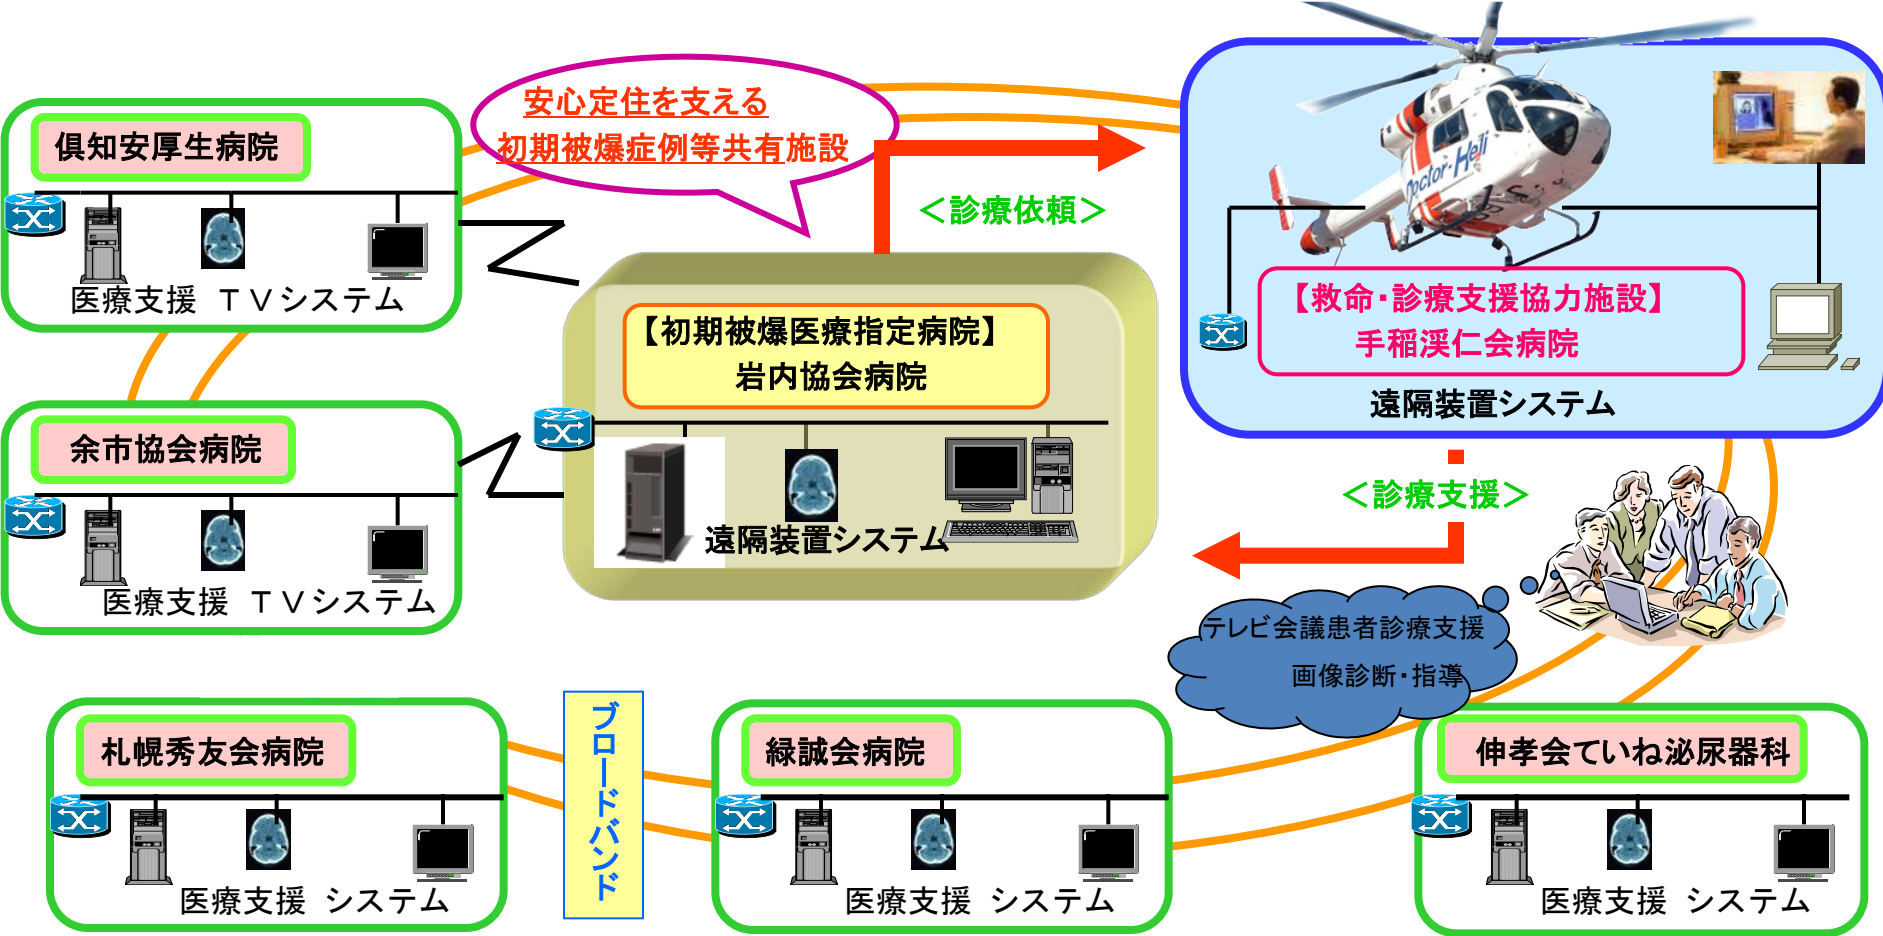 安心定住を支える
初期被爆症例等共有施設
倶知安厚生病院
医療支援 TVシステム
＜診療依頼＞
Doctor-Heli
【救命・診療支援協力施設】
手稲渓仁会病院
遠隔装置システム
【初期被爆医療指定病院】
岩内協会病院
遠隔装置システム
余市協会病院
医療支援 TVシステム
＜診療支援＞
テレビ会議患者診療支援
画像診断・指導
札幌秀友会病院
医療支援 システム
ブロードバンド
緑誠会病院
医療支援 システム
伸孝会ていね泌尿器科
医療支援 システム